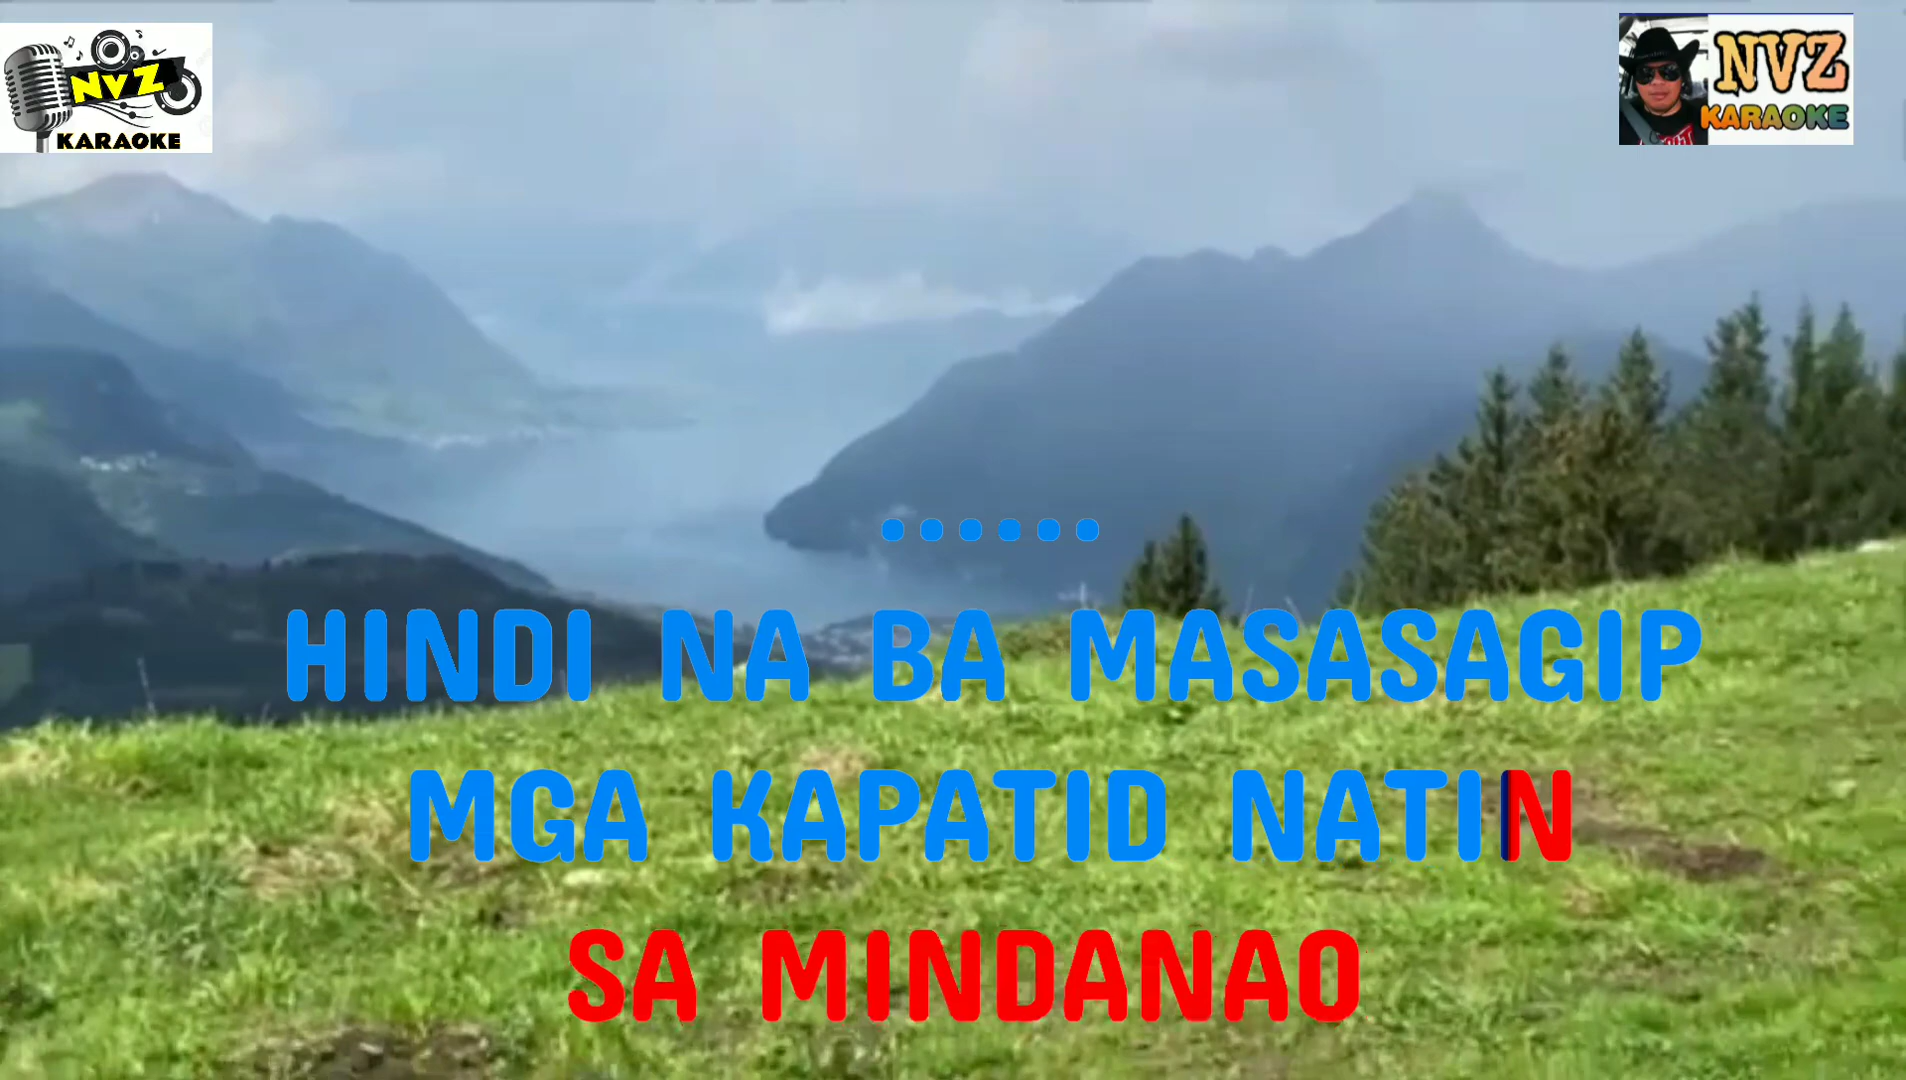 NVZ
KARAOKE
NVZ
KARAOKE
......
HINDI NA BA MASASAGIP
MGA KAPATID NATIN
SA MINDANAO